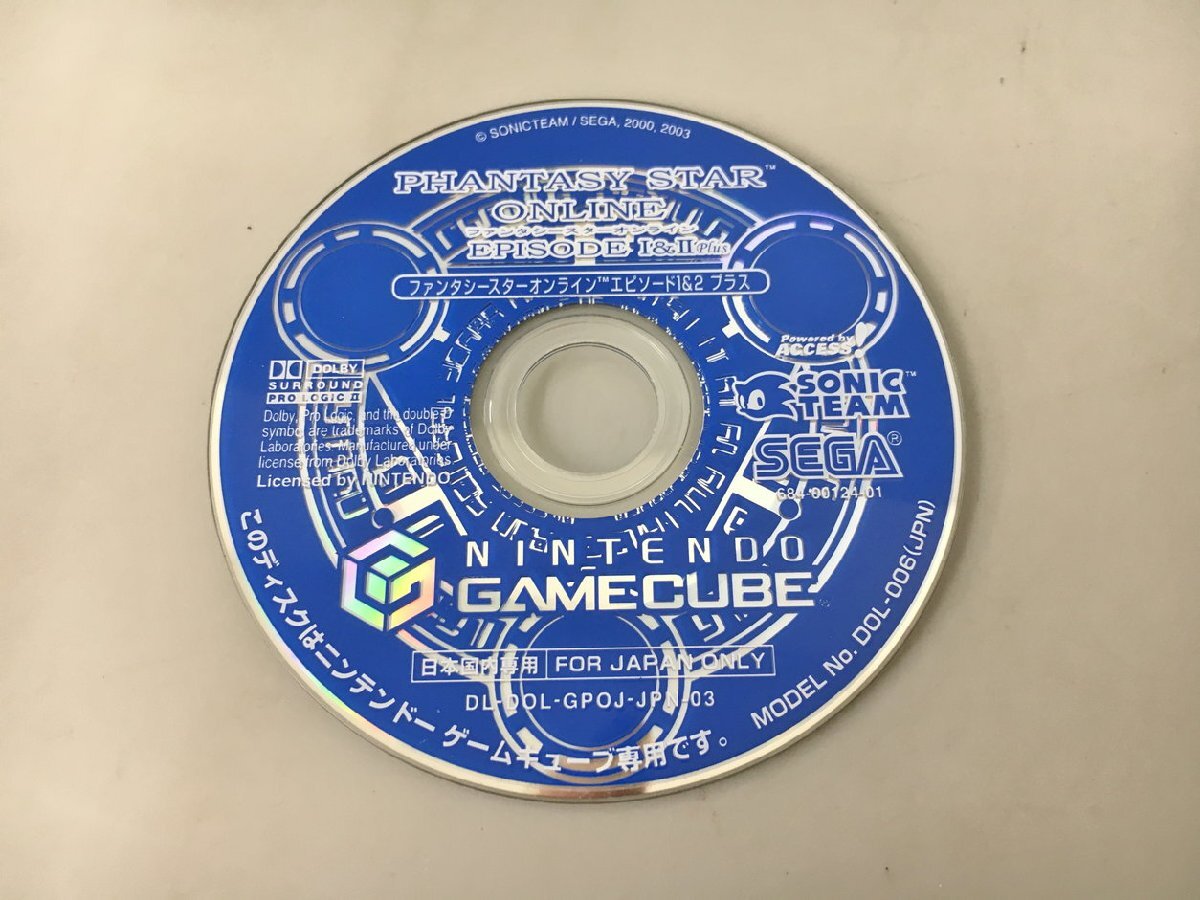 © SONICTEAM / SEGA, 2000, 2003
PHANTASY STAR™
ONLINE
ファンタシースターオンライン
EPISODE I&II Plus
ファンタシースターオンライン™エピソード1&2 プラス
Powered by
ACCESS!
SONIC
TEAM™
SEGA®
684-00124-01
DOLBY
SURROUND
PRO LOGIC II
Dolby, Pro Logic, and the double-D
symbol are trademarks of Dolby
Laboratories. Manufactured under
license from Dolby Laboratories
Licensed by NINTENDO
NINTENDO
GAMECUBE
日本国内専用 FOR JAPAN ONLY
DL-DOL-GPOJ-JPN-03
このディスクはニンテンドー ゲームキューブ専用です。
MODEL No. DOL-006(JPN)